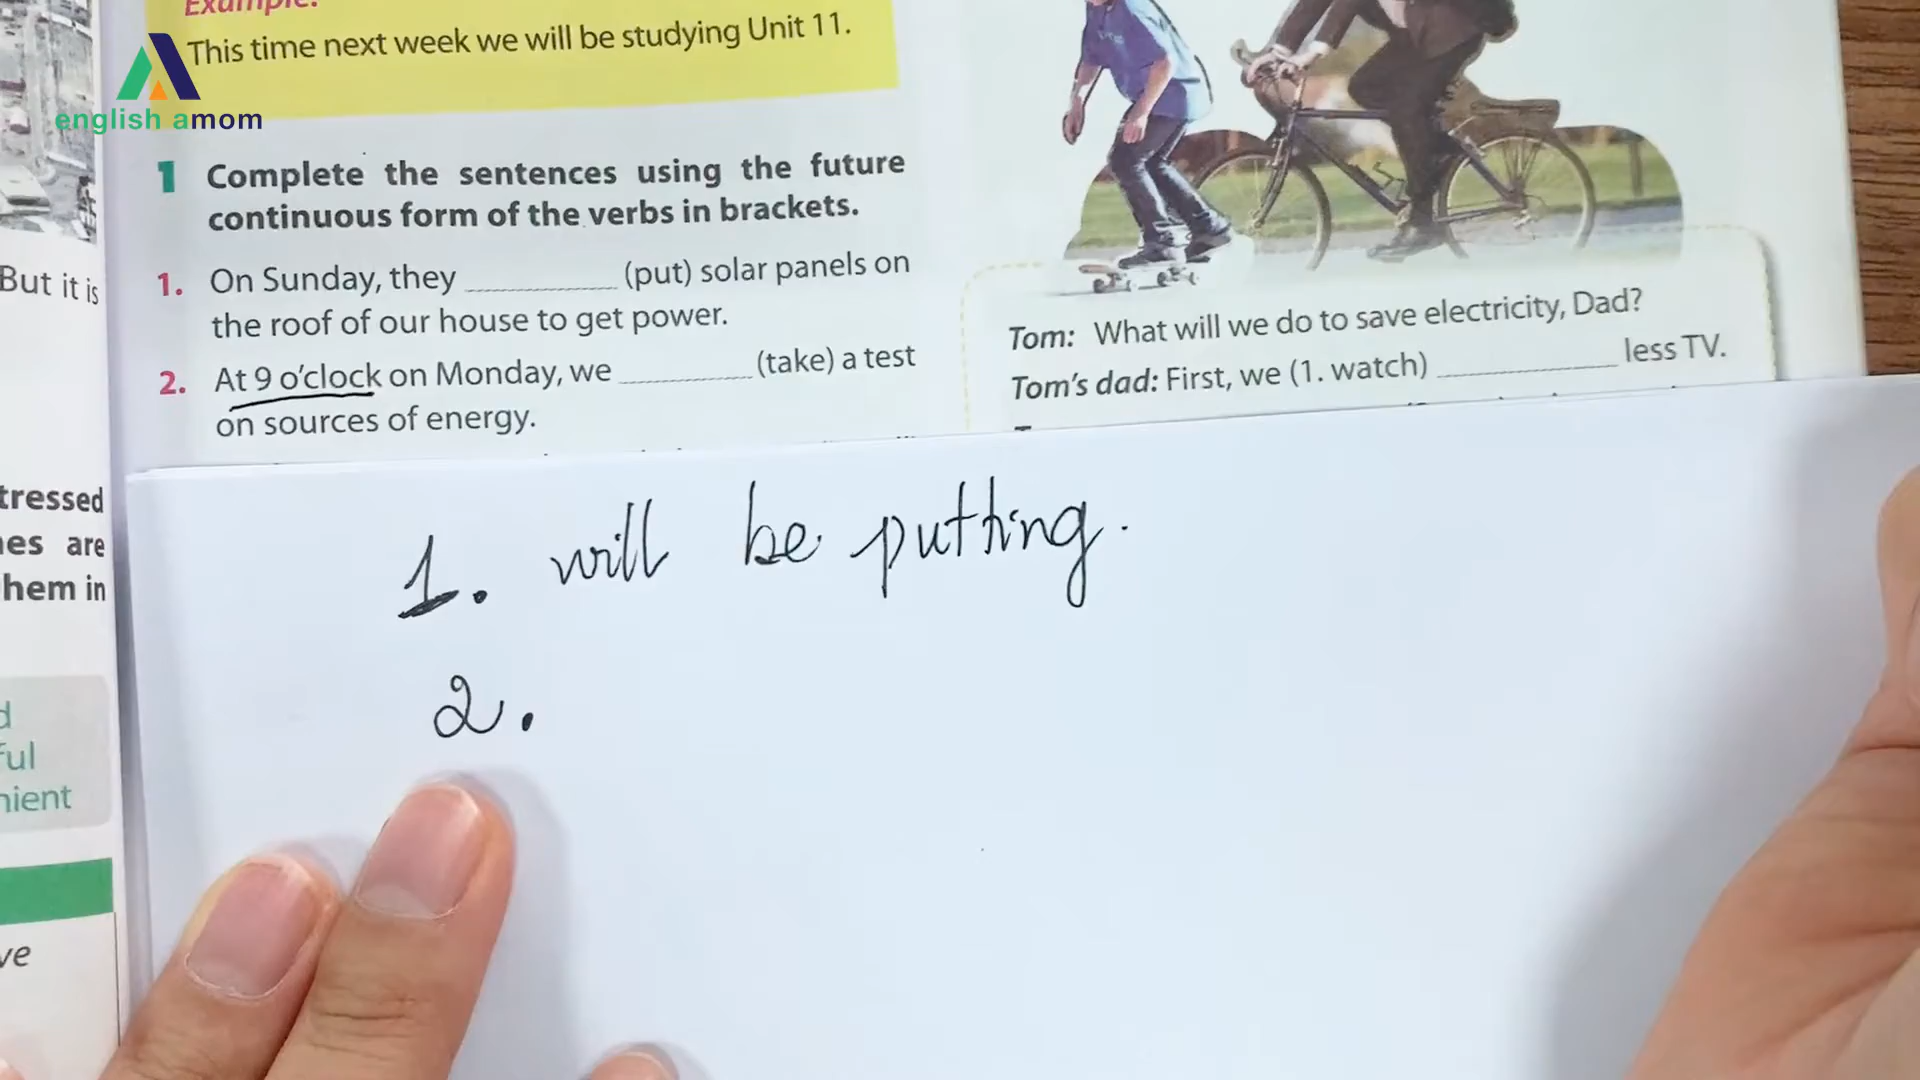 Example:
This time next week we will be studying Unit 11.
english amom
1 Complete the sentences using the future
continuous form of the verbs in brackets.
1. On Sunday, they ____________ (put) solar panels on
the roof of our house to get power.
2. At 9 o'clock on Monday, we __________ (take) a test
on sources of energy.
But it is
tressed
es are
hem in
ful
nient
ve
Tom: What will we do to save electricity, Dad?
Tom's dad: First, we (1. watch) ______________ less TV.
1. will be putting.
2.